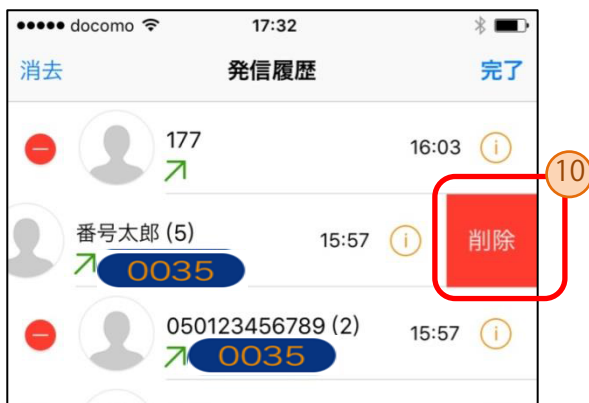 docomo 17:32
消去 発信履歴 完了
177 16:03 i
10
番号太郎 (5) 15:57 i 削除
0035
050123456789 (2) 15:57 i
0035